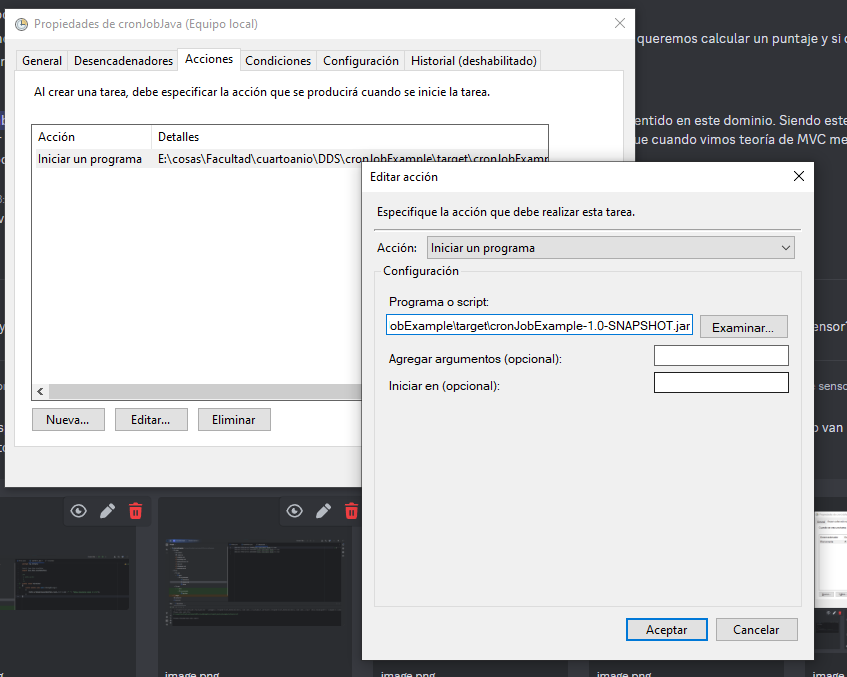 Propiedades de cronJobJava (Equipo local)
General
Desencadenadores
Acciones
Condiciones
Configuración
Historial (deshabilitado)
Al crear una tarea, debe especificar la acción que se producirá cuando se inicie la tarea.
Acción
Detalles
Iniciar un programa
E:\cosas\Facultad\cuartoanio\DDS\cronJobExample\target\cronJobExamp
Nueva...
Editar...
Eliminar
Editar acción
Especifique la acción que debe realizar esta tarea.
Acción:
Iniciar un programa
Configuración
Programa o script:
obExample\target\cronJobExample-1.0-SNAPSHOT.jar
Examinar...
Agregar argumentos (opcional):
Iniciar en (opcional):
Aceptar
Cancelar
queremos calcular un puntaje y si
entido en este dominio. Siendo este
ue cuando vimos teoría de MVC me
ensor
senso
o van
image.png
image.png
image.png